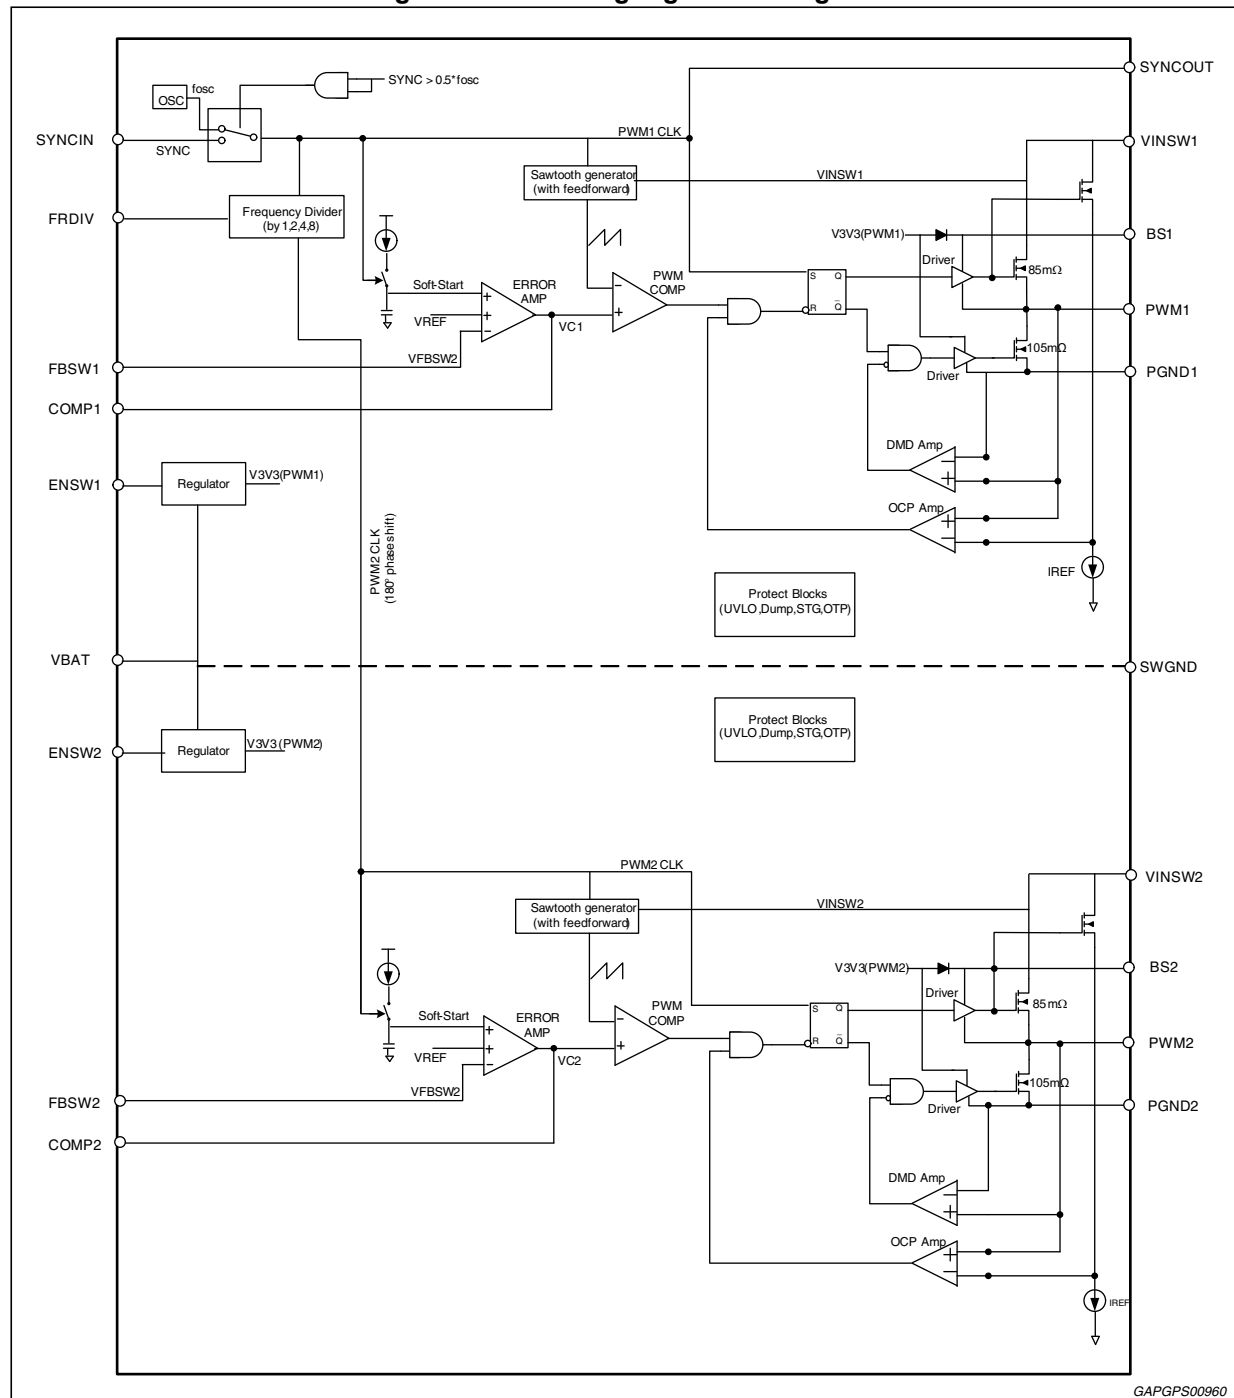 SYNCOUT
fosc
OSC
SYNC > 0.5*fosc
SYNCIN
SYNC
PWM1 CLK
VINSW1
Sawtooth generator
(with feedforward)
VINSW1
FRDIV
Frequency Divider
(by 1,2,4,8)
V3V3(PWM1)
BS1
Driver
85mΩ
Soft-Start
ERROR
AMP
PWM
COMP
S
Q
R
Q
VREF
VC1
PWM1
105mΩ
VFBSW2
FBSW1
Driver
PGND1
COMP1
DMD Amp
ENSW1
Regulator
V3V3(PWM1)
OCP Amp
PWM2 CLK
(180° phase shift)
IREF
Protect Blocks
(UVLO,Dump,STG,OTP)
VBAT
SWGND
Protect Blocks
(UVLO,Dump,STG,OTP)
ENSW2
Regulator
V3V3 (PWM2)
PWM2 CLK
VINSW2
Sawtooth generator
(with feedforward)
VINSW2
V3V3(PWM2)
BS2
Driver
85mΩ
Soft-Start
ERROR
AMP
PWM
COMP
S
Q
R
Q
VREF
VC2
PWM2
105mΩ
VFBSW2
FBSW2
Driver
PGND2
COMP2
DMD Amp
OCP Amp
IREF
GAPGPS00960